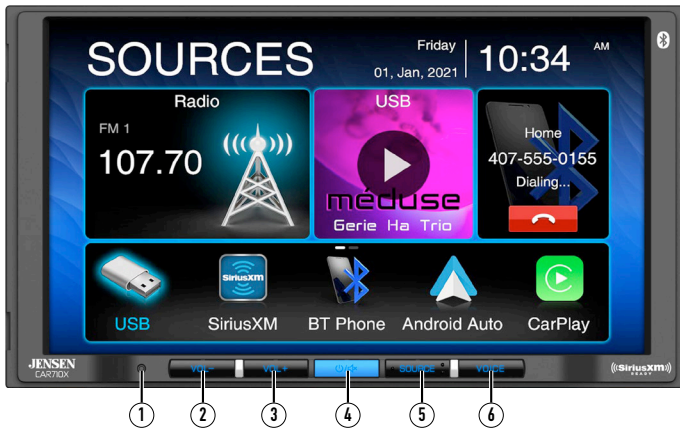 SOURCES
Friday
01, Jan, 2021
10:34 AM
Radio
FM 1
107.70
USB
méduse
Gerie Ha Trio
Home
407-555-0155
Dialing...
SiriusXM
USB
SiriusXM
BT Phone
Android Auto
CarPlay
JENSEN
CAR710X
VOL-
VOL+
SOURCE
VOICE
((SiriusXM))
READY
1
2
3
4
5
6